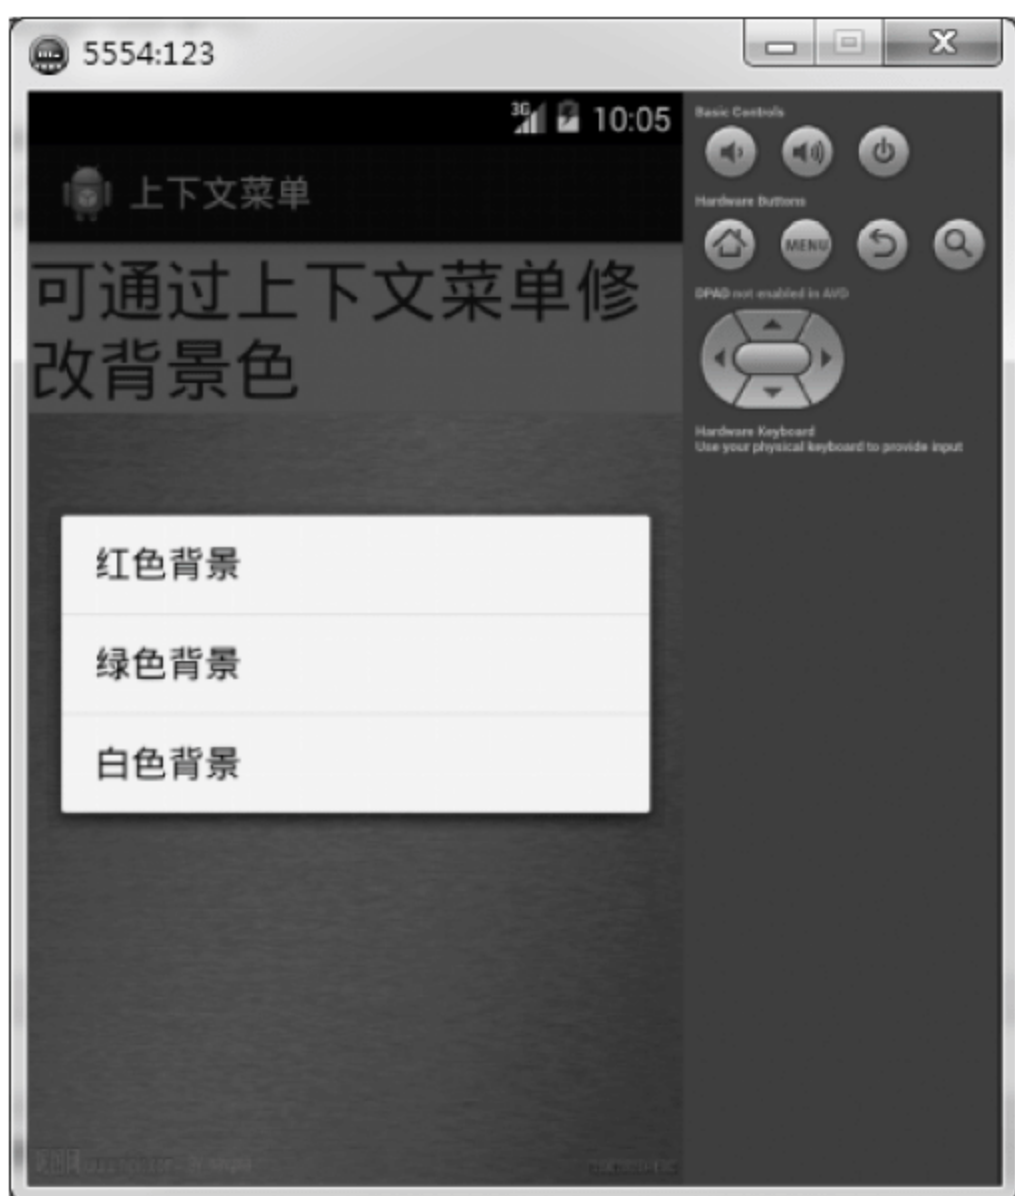 5554:123
3G
10:05
上下文菜单
可通过上下文菜单修
改背景色
红色背景
绿色背景
白色背景
Basic Controls
Hardware Buttons
MENU
DPAD not enabled in AVD
Hardware Keyboard
Use your physical keyboard to provide input